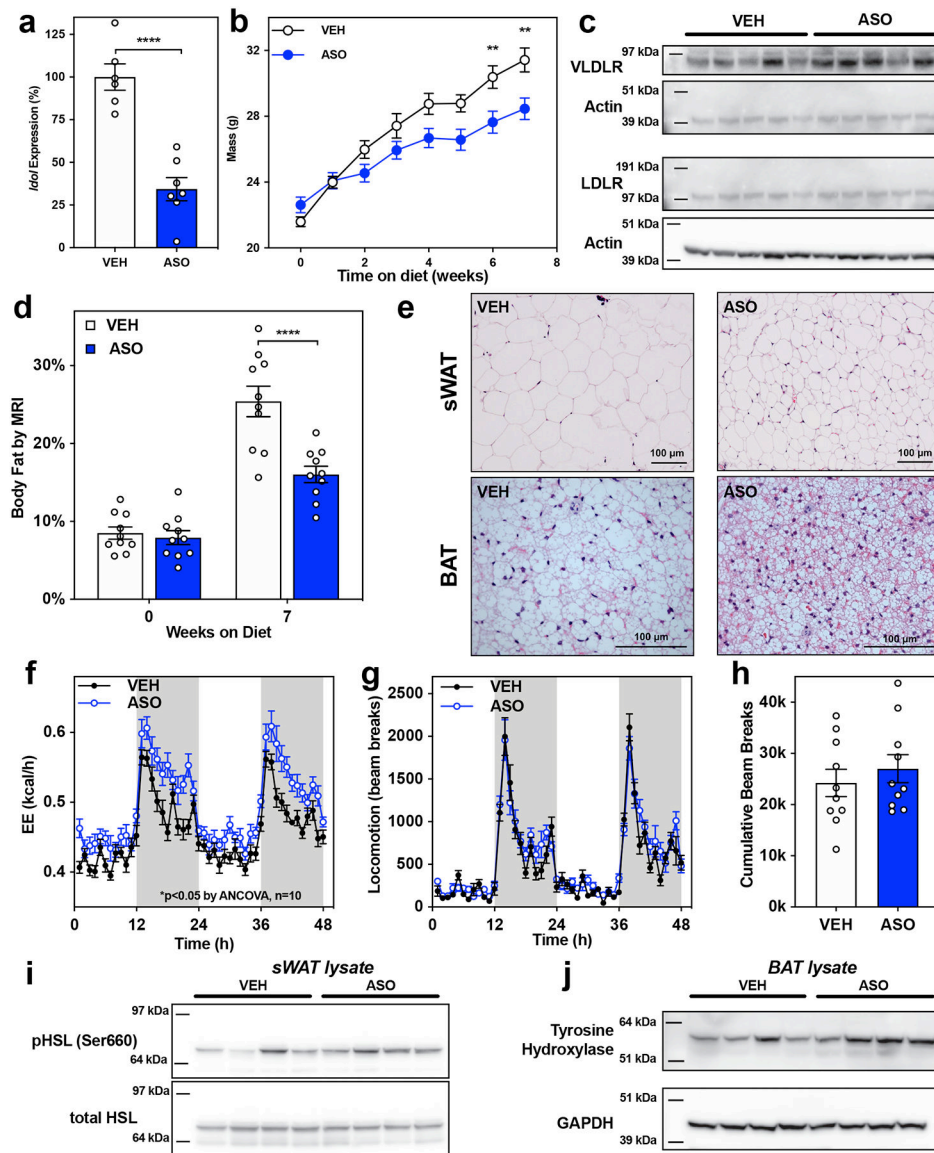 a
****
Idol Expression (%)
125
100
75
50
25
0
VEH
ASO
b
VEH
ASO
**
**
Mass (g)
32
28
24
20
0
2
4
6
8
Time on diet (weeks)
c
VEH
ASO
97 kDa
VLDLR
51 kDa
Actin
39 kDa
191 kDa
LDLR
97 kDa
51 kDa
Actin
39 kDa
d
VEH
ASO
****
Body Fat by MRI
30%
20%
10%
0%
0
7
Weeks on Diet
e
sWAT
VEH
100 µm
ASO
100 µm
BAT
VEH
100 µm
ASO
100 µm
f
VEH
ASO
EE (kcal/h)
0.7
0.6
0.5
0.4
*p<0.05 by ANCOVA, n=10
0
12
24
36
48
Time (h)
g
VEH
ASO
Locomotion (beam breaks)
2500
2000
1500
1000
500
0
0
12
24
36
48
Time (h)
h
Cumulative Beam Breaks
40k
30k
20k
10k
0k
VEH
ASO
i
sWAT lysate
VEH
ASO
97 kDa
pHSL (Ser660)
64 kDa
97 kDa
total HSL
64 kDa
j
BAT lysate
VEH
ASO
64 kDa
Tyrosine
Hydroxylase
51 kDa
51 kDa
GAPDH
39 kDa